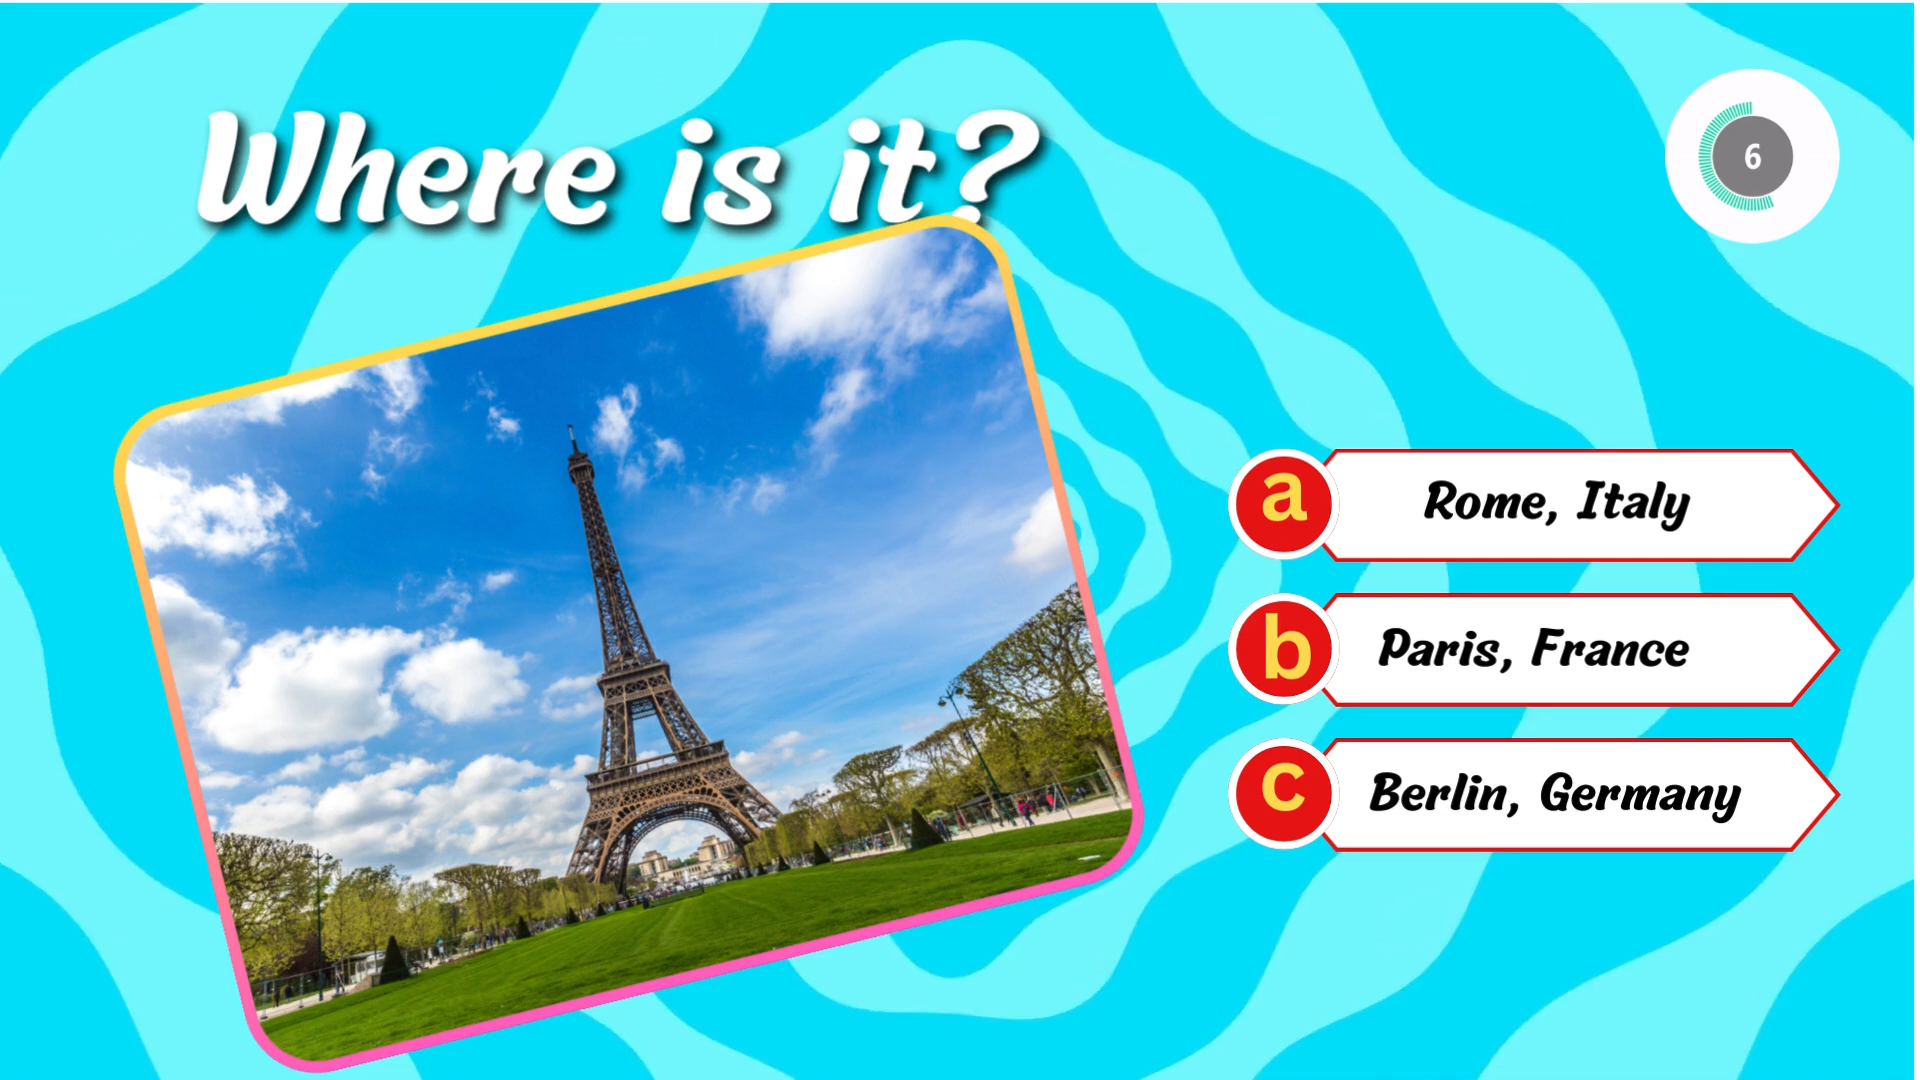 Where is it?
6
a
Rome, Italy
b
Paris, France
c
Berlin, Germany